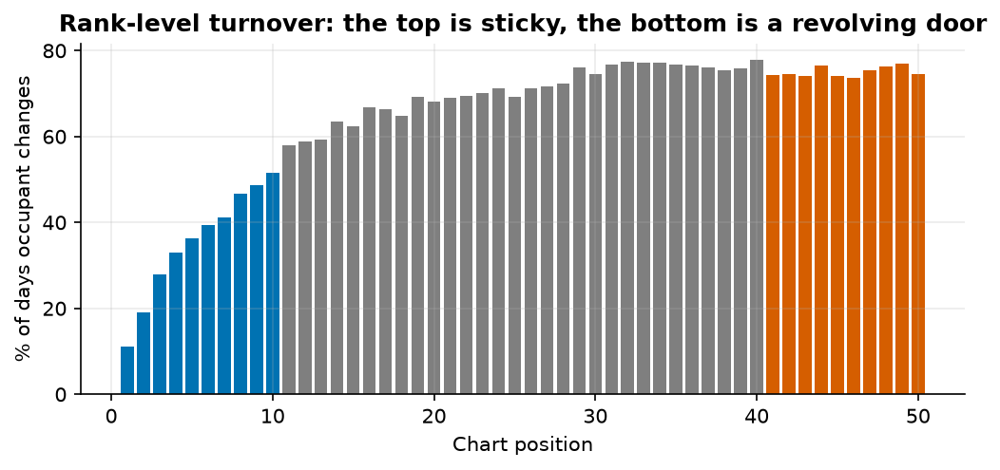 Rank-level turnover: the top is sticky, the bottom is a revolving door
% of days occupant changes
80
60
40
20
0
0 10 20 30 40 50
Chart position